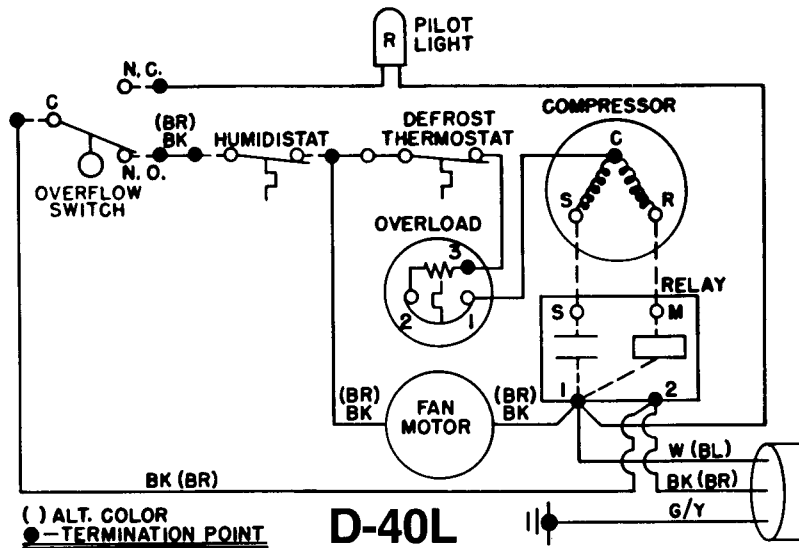 PILOT
LIGHT
R
N. C.
C
(BR)
BK
N. O.
OVERFLOW
SWITCH
HUMIDISTAT
DEFROST
THERMOSTAT
COMPRESSOR
C
S
R
OVERLOAD
3
2
1
RELAY
S
M
1
2
(BR)
BK
FAN
MOTOR
(BR)
BK
W (BL)
BK (BR)
BK (BR)
G/Y
( ) ALT. COLOR
●-TERMINATION POINT
D-40L